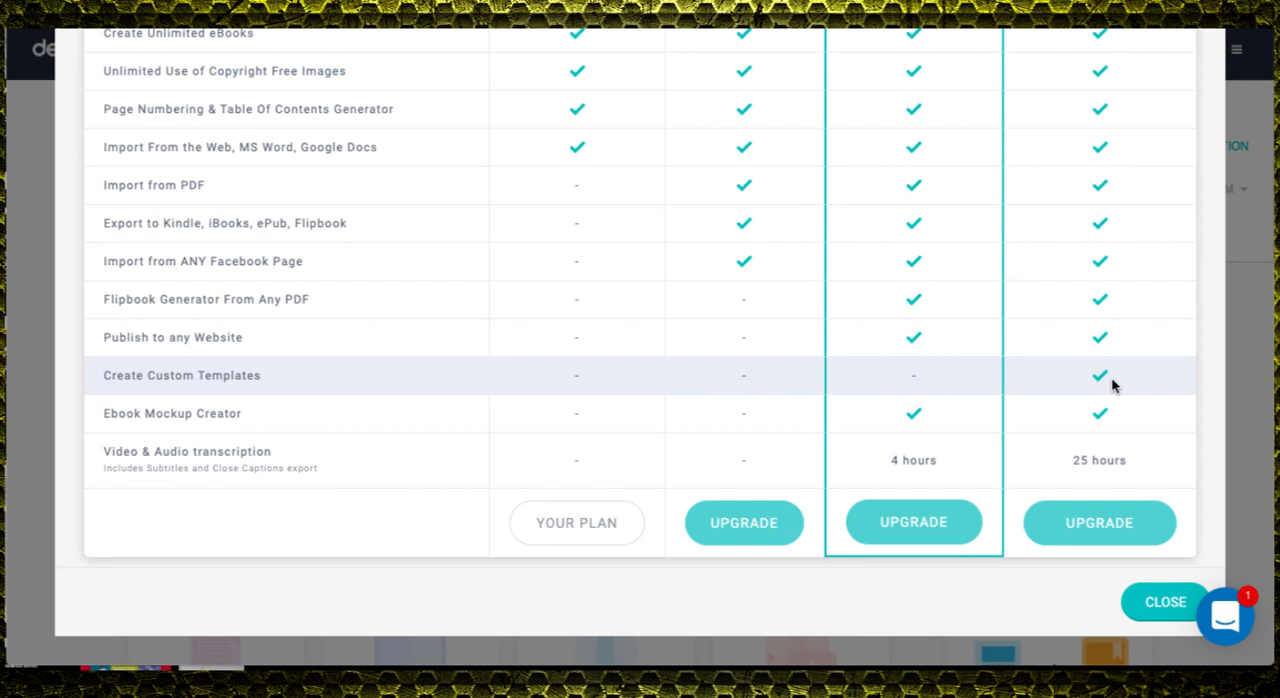 de
Create Unlimited eBooks
Unlimited Use of Copyright Free Images
Page Numbering & Table Of Contents Generator
Import From the Web, MS Word, Google Docs
TION
Import from PDF -
M
Export to Kindle, iBooks, ePub, Flipbook -
Import from ANY Facebook Page -
Flipbook Generator From Any PDF - -
Publish to any Website - -
Create Custom Templates - - -
Ebook Mockup Creator - -
Video & Audio transcription
Includes Subtitles and Close Captions export
- - 4 hours 25 hours
YOUR PLAN UPGRADE UPGRADE UPGRADE
CLOSE
1